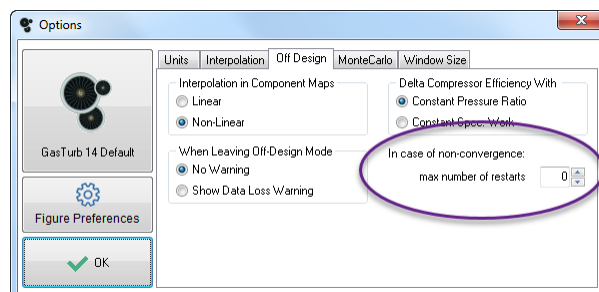 Options
Units
Interpolation
Off Design
MonteCarlo
Window Size
GasTurb 14 Default
Figure Preferences
OK
Interpolation in Component Maps
Linear
Non-Linear
When Leaving Off-Design Mode
No Warning
Show Data Loss Warning
Delta Compressor Efficiency With
Constant Pressure Ratio
Constant Spec. Work
In case of non-convergence:
max number of restarts 0